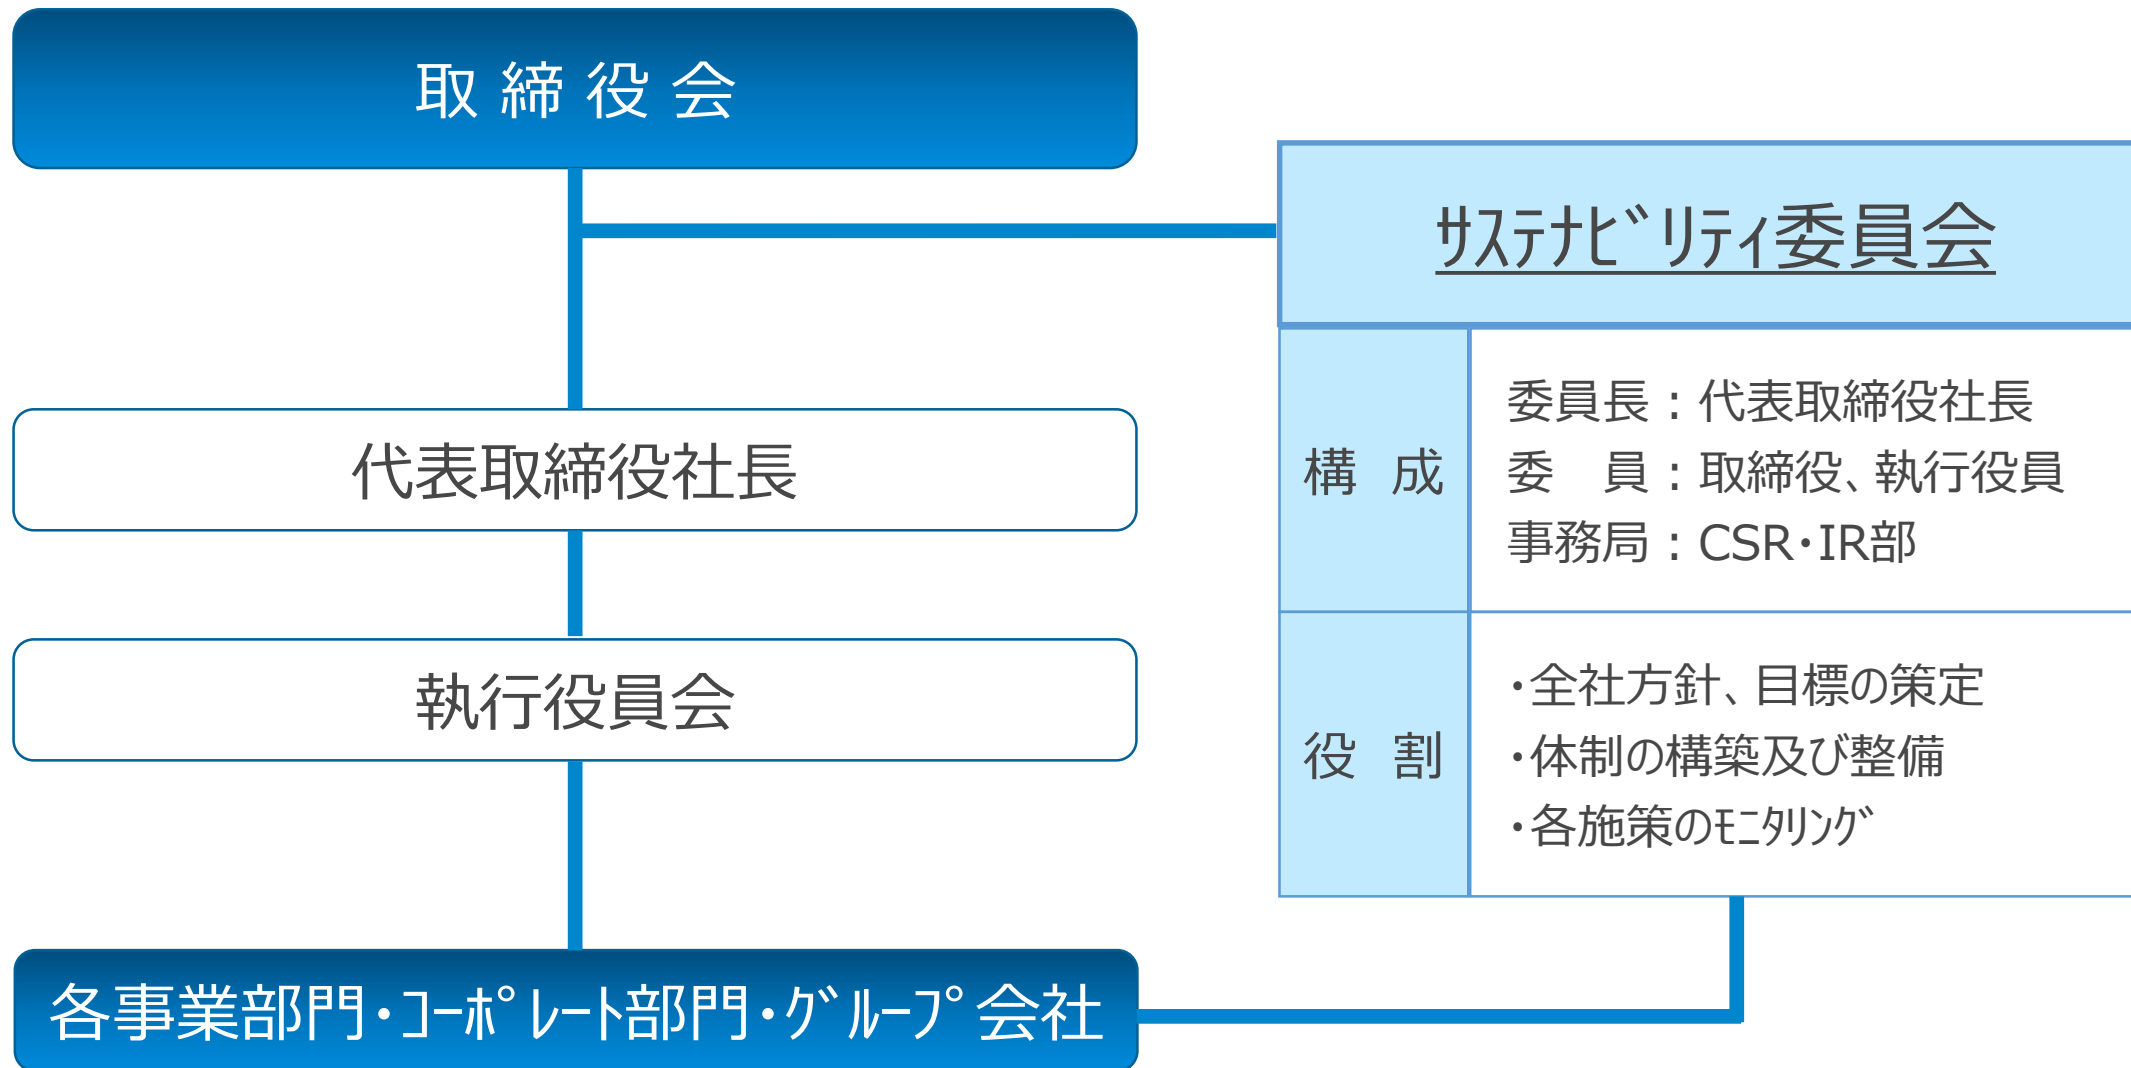 取 締 役 会
ｻｽﾃﾅﾋﾞﾘﾃｨ委員会
構　成
委員長：代表取締役社長
委　員：取締役、執行役員
事務局：CSR・IR部
役　割
・全社方針、目標の策定
・体制の構築及び整備
・各施策のﾓﾆﾀﾘﾝｸﾞ
代表取締役社長
執行役員会
各事業部門・ｺｰﾎﾟﾚｰﾄ部門・ｸﾞﾙｰﾌﾟ会社